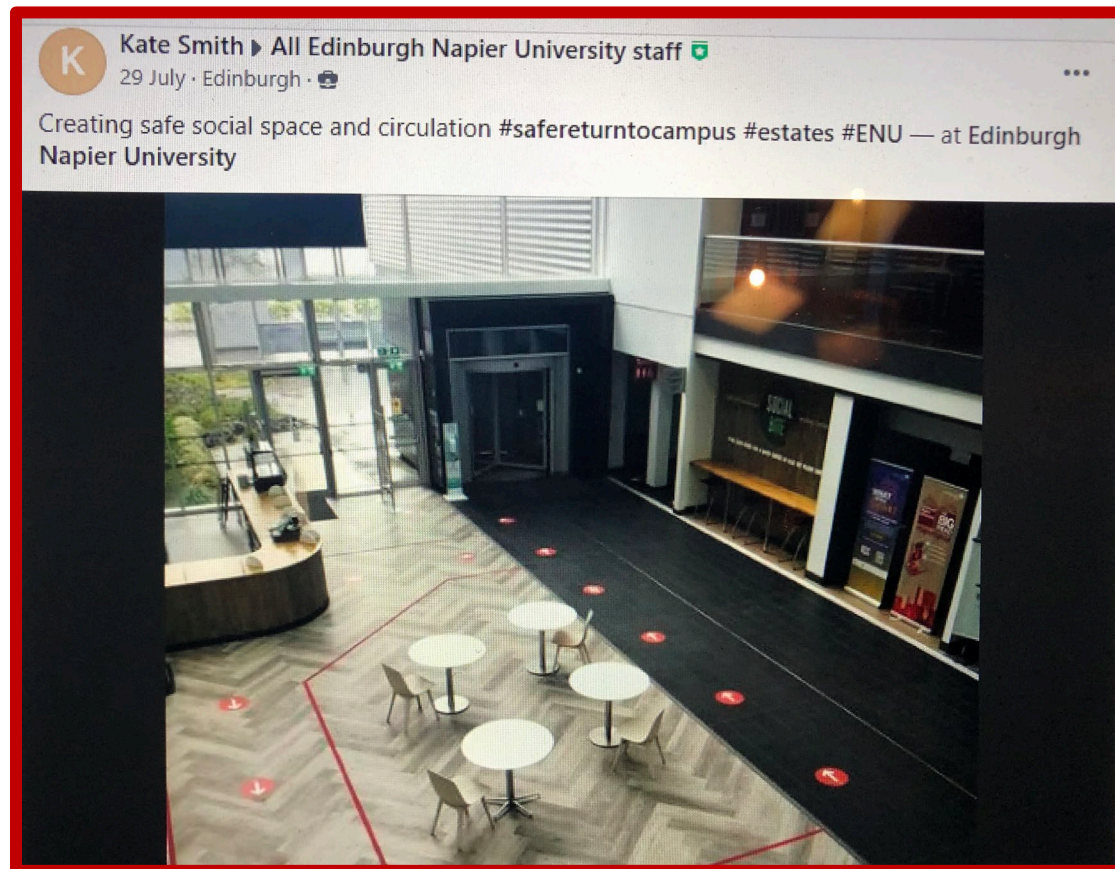 K
Kate Smith ▸ All Edinburgh Napier University staff
29 July · Edinburgh ·
Creating safe social space and circulation #safereturntocampus #estates #ENU — at Edinburgh
Napier University
SOCIAL
BIG